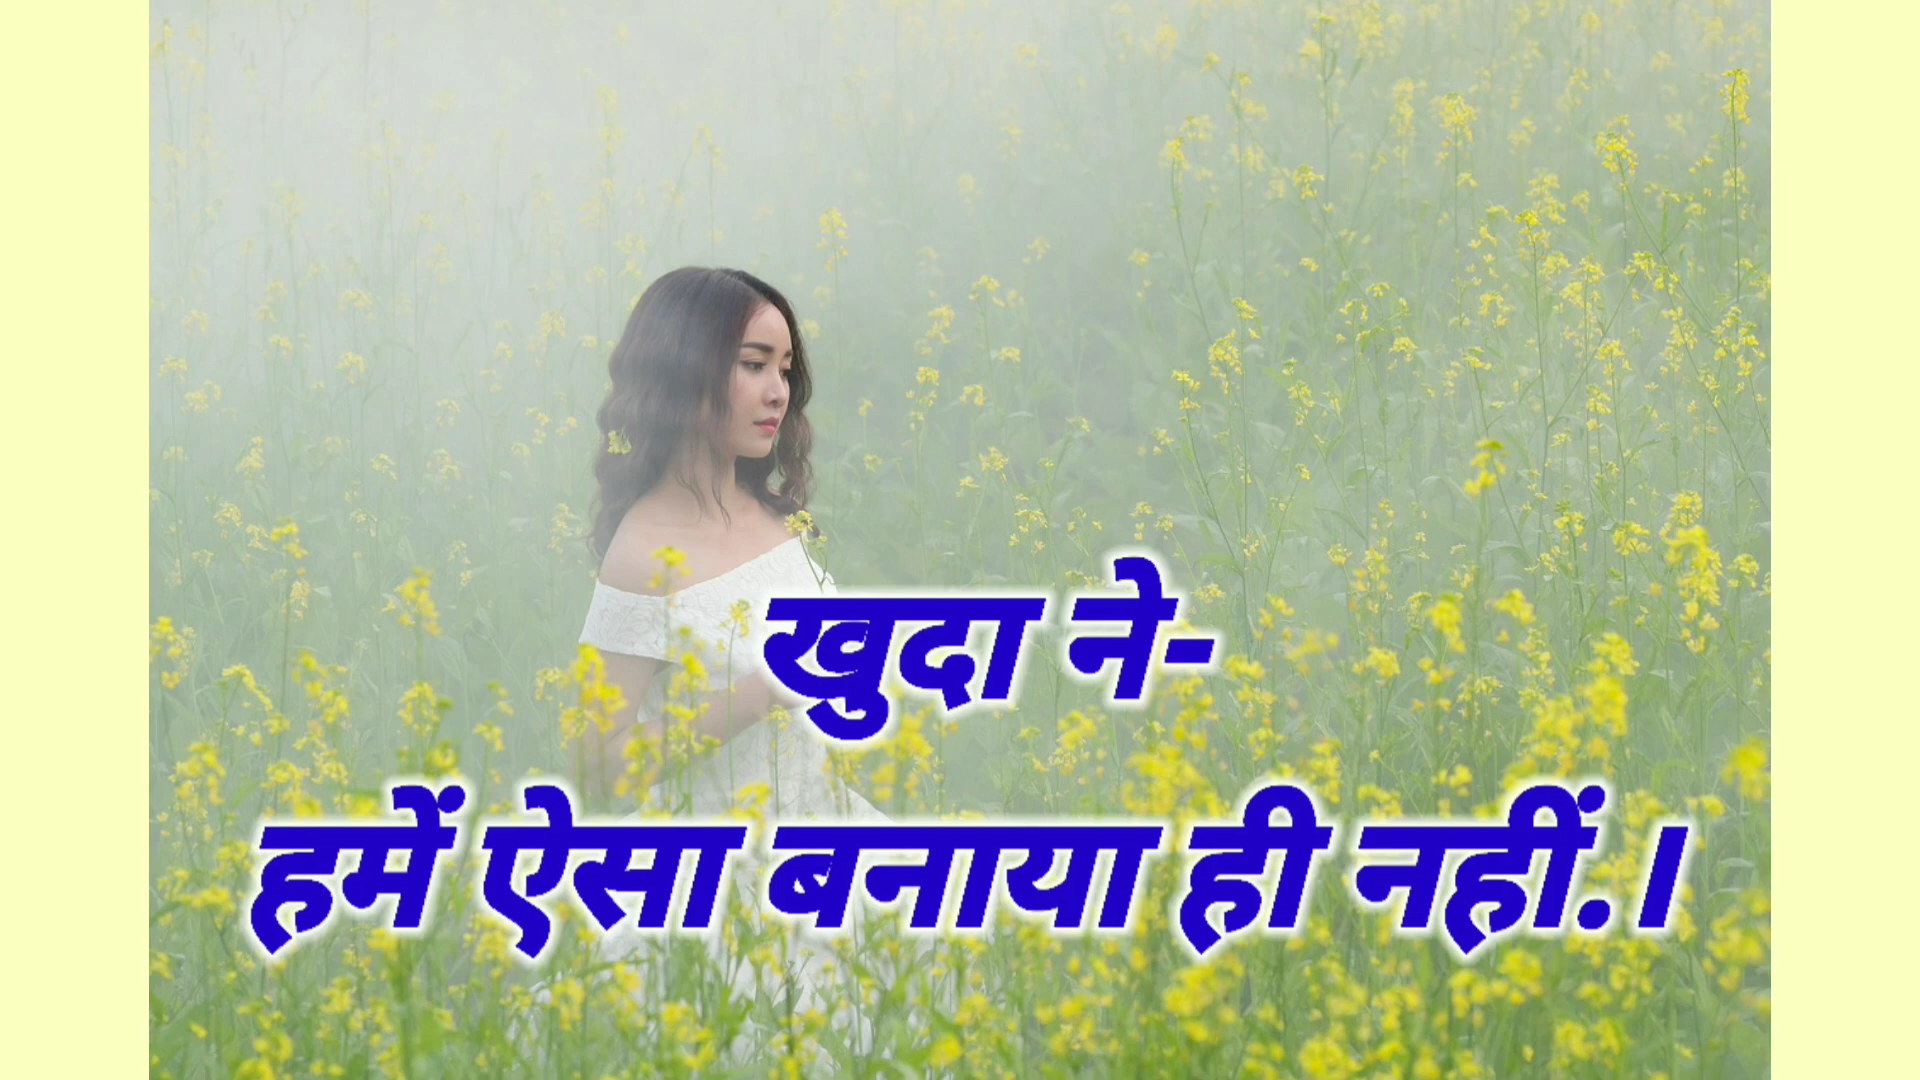 खुदा ने-
हमें ऐसा बनाया ही नहीं.।